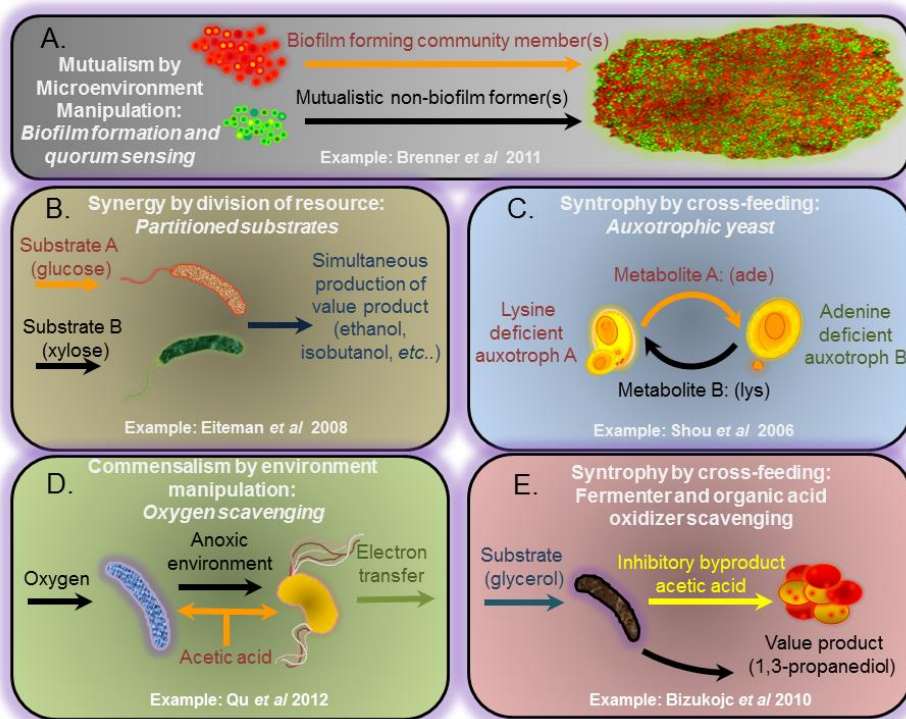 A.
Mutualism by
Microenvironment
Manipulation:
Biofilm formation and
quorum sensing
Biofilm forming community member(s)
Mutualistic non-biofilm former(s)
Example: Brenner et al 2011
B.
Synergy by division of resource:
Partitioned substrates
Substrate A
(glucose)
Substrate B
(xylose)
Simultaneous
production of
value product
(ethanol,
isobutanol, etc..)
Example: Eiteman et al 2008
C.
Syntrophy by cross-feeding:
Auxotrophic yeast
Metabolite A: (ade)
Lysine
deficient
auxotroph A
Adenine
deficient
auxotroph B
Metabolite B: (lys)
Example: Shou et al 2006
D.
Commensalism by environment
manipulation:
Oxygen scavenging
Oxygen
Anoxic
environment
Electron
transfer
Acetic acid
Example: Qu et al 2012
E.
Syntrophy by cross-feeding:
Fermenter and organic acid
oxidizer scavenging
Substrate
(glycerol)
Inhibitory byproduct
acetic acid
Value product
(1,3-propanediol)
Example: Bizukojc et al 2010